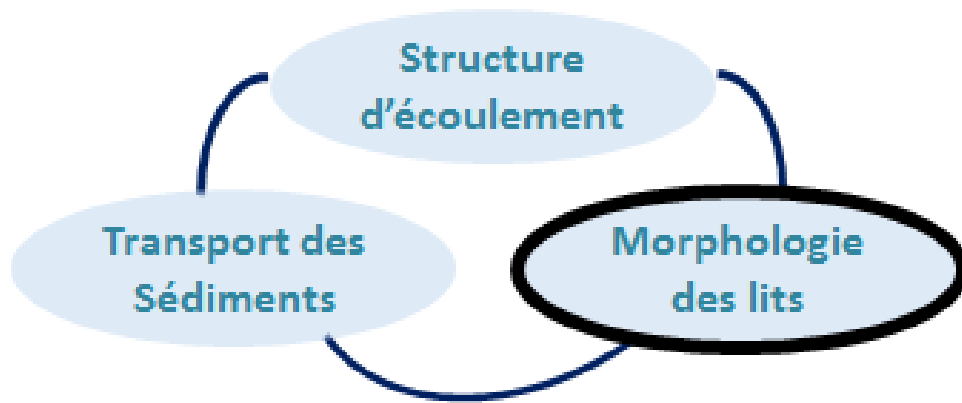 Structure
d'écoulement
Transport des
Sédiments
Morphologie
des lits